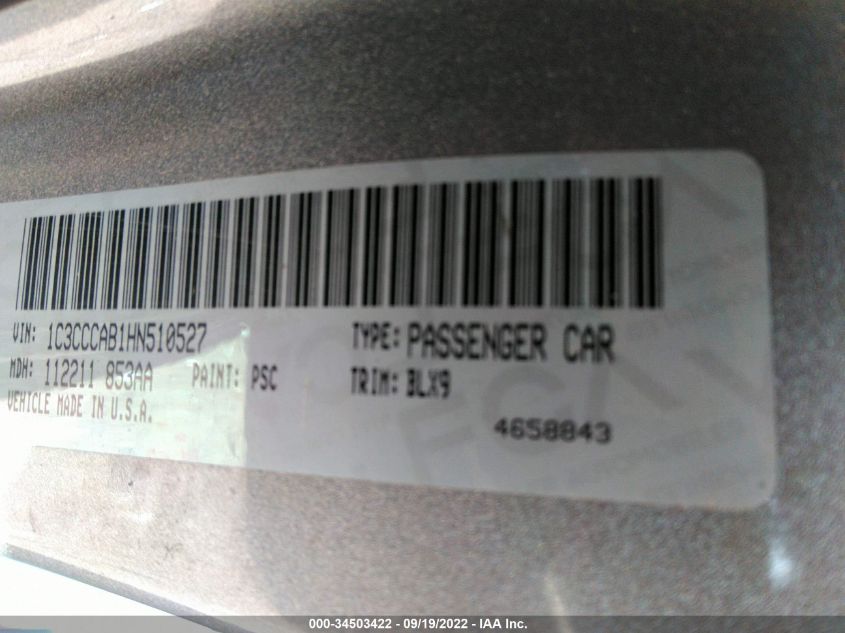 VIN: 1C3CCCAB1HN510527 TYPE: PASSENGER CAR
MDH: 112211 853AA PAINT: PSC TRIM: BLX9
VEHICLE MADE IN U.S.A.
4658843
000-34503422 - 09/19/2022 - IAA Inc.